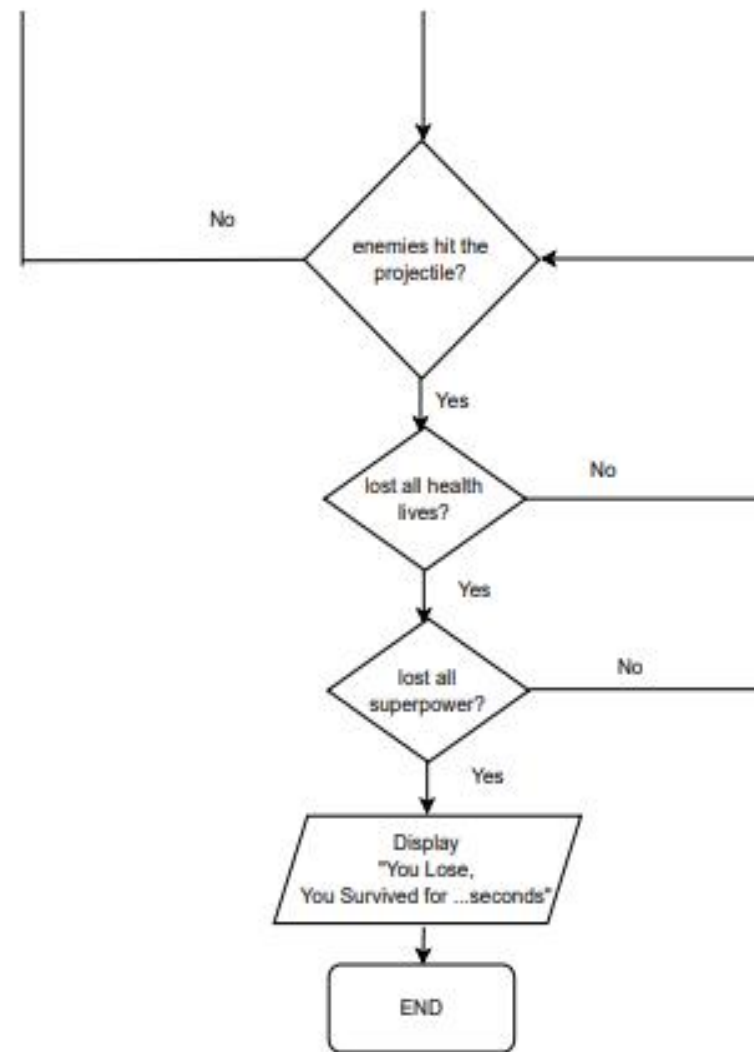 No
enemies hit the
projectile?
Yes
lost all health
lives?
No
Yes
lost all
superpower?
No
Yes
Display
"You Lose,
You Survived for ...seconds"
END